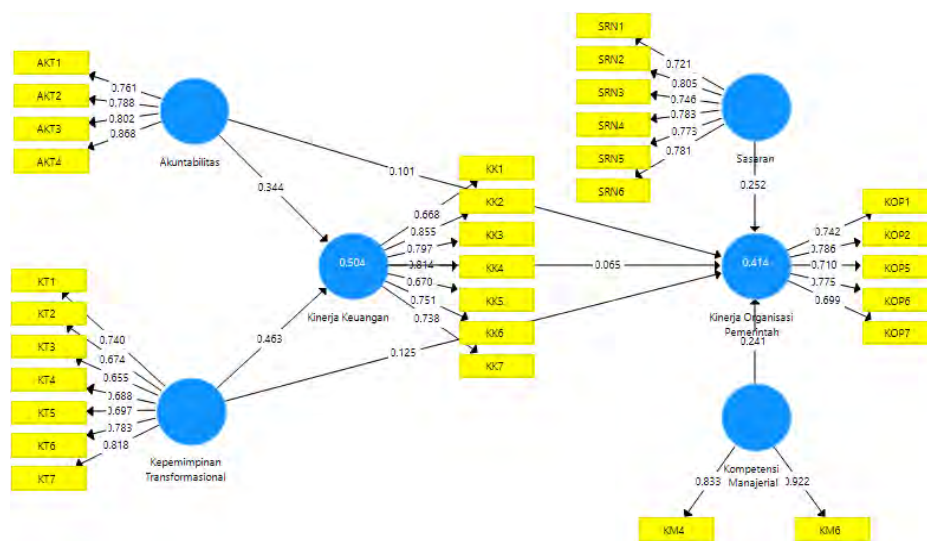 SRN1
SRN2
SRN3
SRN4
SRN5
SRN6
0.721
0.805
0.746
0.783
0.773
0.781
Sasaran
0.252
AKT1
AKT2
AKT3
AKT4
0.761
0.788
0.802
0.868
Akuntabilitas
0.344
0.101
KK1
KK2
KK3
KK4
KK5
KK6
KK7
0.668
0.855
0.797
0.814
0.670
0.751
0.738
0.504
Kinerja Keuangan
0.065
0.414
Kinerja Organisasi
Pemerintah
KOP1
KOP2
KOP5
KOP6
KOP7
0.742
0.786
0.710
0.775
0.699
KT1
KT2
KT3
KT4
KT5
KT6
KT7
0.740
0.674
0.655
0.688
0.697
0.783
0.818
0.463
0.125
Kepemimpinan
Transformasional
0.241
Kompetensi
Manajerial
0.833
0.922
KM4
KM6